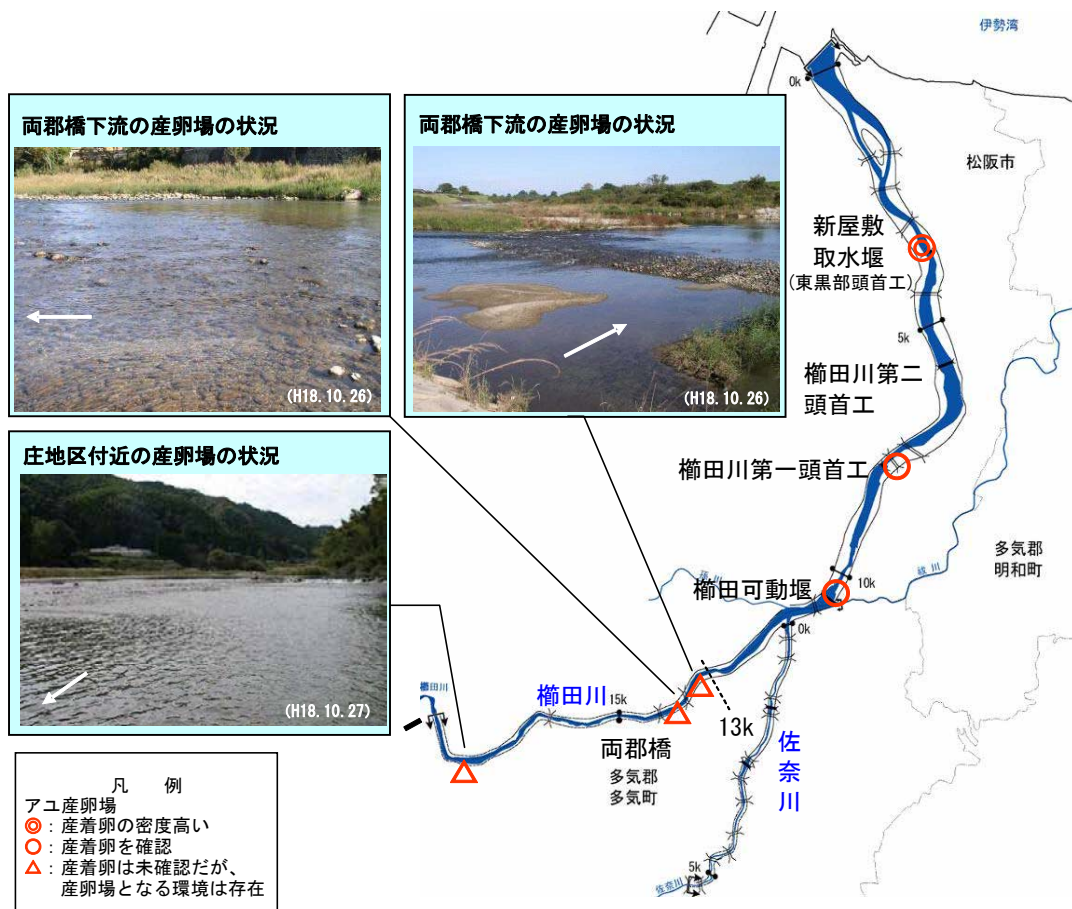 伊勢湾
0k
松阪市
新屋敷
取水堰
(東黒部頭首工)
5k
櫛田川第二
頭首工
櫛田川第一頭首工
多気郡
明和町
10k
祓川
櫛田可動堰
0k
13k
櫛田川
15k
両郡橋
多気郡
多気町
佐奈川
櫛田川
5k
佐奈川
両郡橋下流の産卵場の状況
(H18.10.26)
両郡橋下流の産卵場の状況
(H18.10.26)
庄地区付近の産卵場の状況
(H18.10.27)
凡 例
アユ産卵場
◎：産着卵の密度高い
○：産着卵を確認
△：産着卵は未確認だが、
産卵場となる環境は存在